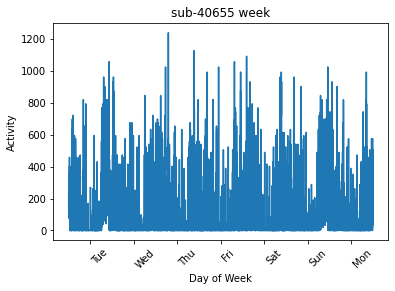 sub-40655 week
1200
1000
800
600
400
200
0
Activity
Tue
Wed
Thu
Fri
Sat
Sun
Mon
Day of Week